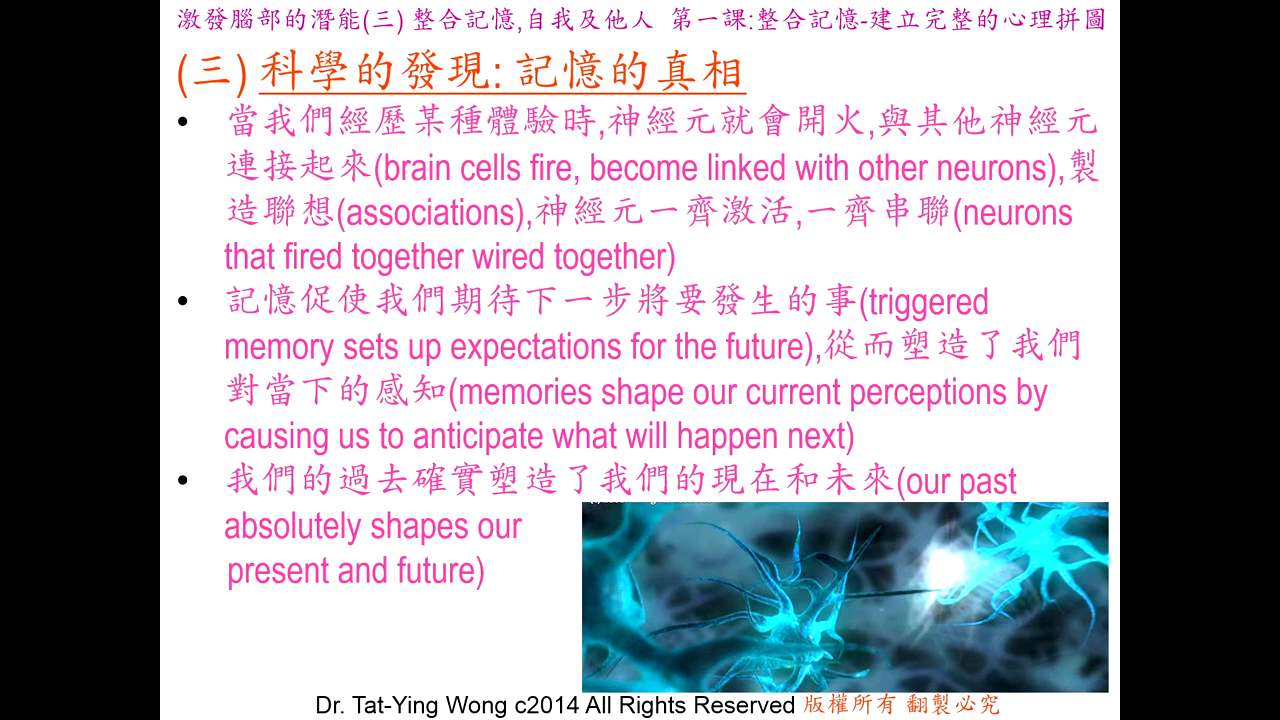 激發腦部的潛能(三) 整合記憶,自我及他人 第一課:整合記憶-建立完整的心理拼圖
(三) 科學的發現: 記憶的真相
• 當我們經歷某種體驗時,神經元就會開火,與其他神經元
連接起來(brain cells fire, become linked with other neurons),製
造聯想(associations),神經元一齊激活,一齊串聯(neurons
that fired together wired together)
• 記憶促使我們期待下一步將要發生的事(triggered
memory sets up expectations for the future),從而塑造了我們
對當下的感知(memories shape our current perceptions by
causing us to anticipate what will happen next)
• 我們的過去確實塑造了我們的現在和未來(our past
absolutely shapes our
present and future)
Dr. Tat-Ying Wong c2014 All Rights Reserved 版權所有 翻製必究